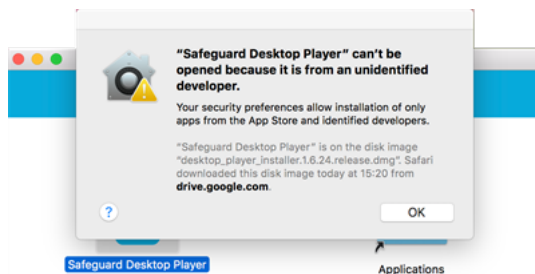 "Safeguard Desktop Player" can't be
opened because it is from an unidentified
developer.
Your security preferences allow installation of only
apps from the App Store and identified developers.
"Safeguard Desktop Player" is on the disk image
"desktop_player_installer.1.6.24.release.dmg". Safari
downloaded this disk image today at 15:20 from
drive.google.com.
?
OK
Safeguard Desktop Player
Applications